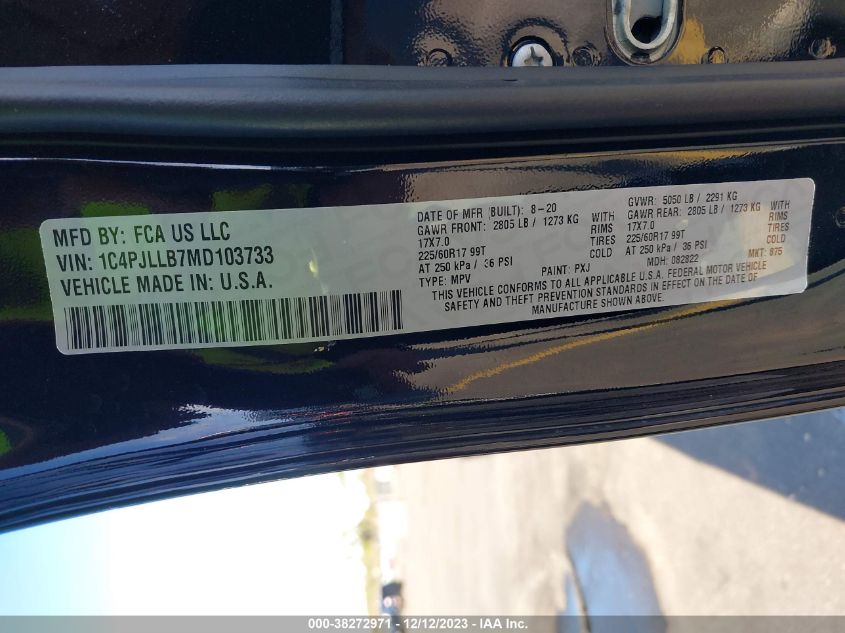 MFD BY: FCA US LLC
VIN: 1C4PJLLB7MD103733
VEHICLE MADE IN: U.S.A.
DATE OF MFR (BUILT): 8-20
GAWR FRONT: 2805 LB / 1273 KG WITH
17X7.0 RIMS
225/60R17 99T
AT 250 kPa / 36 PSI COLD
TYPE: MPV PAINT: PXJ
GVWR: 5050 LB / 2291 KG
GAWR REAR: 2805 LB / 1273 KG WITH
17X7.0 RIMS
225/60R17 99T
AT 250 kPa / 36 PSI COLD
MDH: 082822 MKT: 875
THIS VEHICLE CONFORMS TO ALL APPLICABLE U.S.A. FEDERAL MOTOR VEHICLE
SAFETY AND THEFT PREVENTION STANDARDS IN EFFECT ON THE DATE OF
MANUFACTURE SHOWN ABOVE.
000-38272971 - 12/12/2023 - IAA Inc.